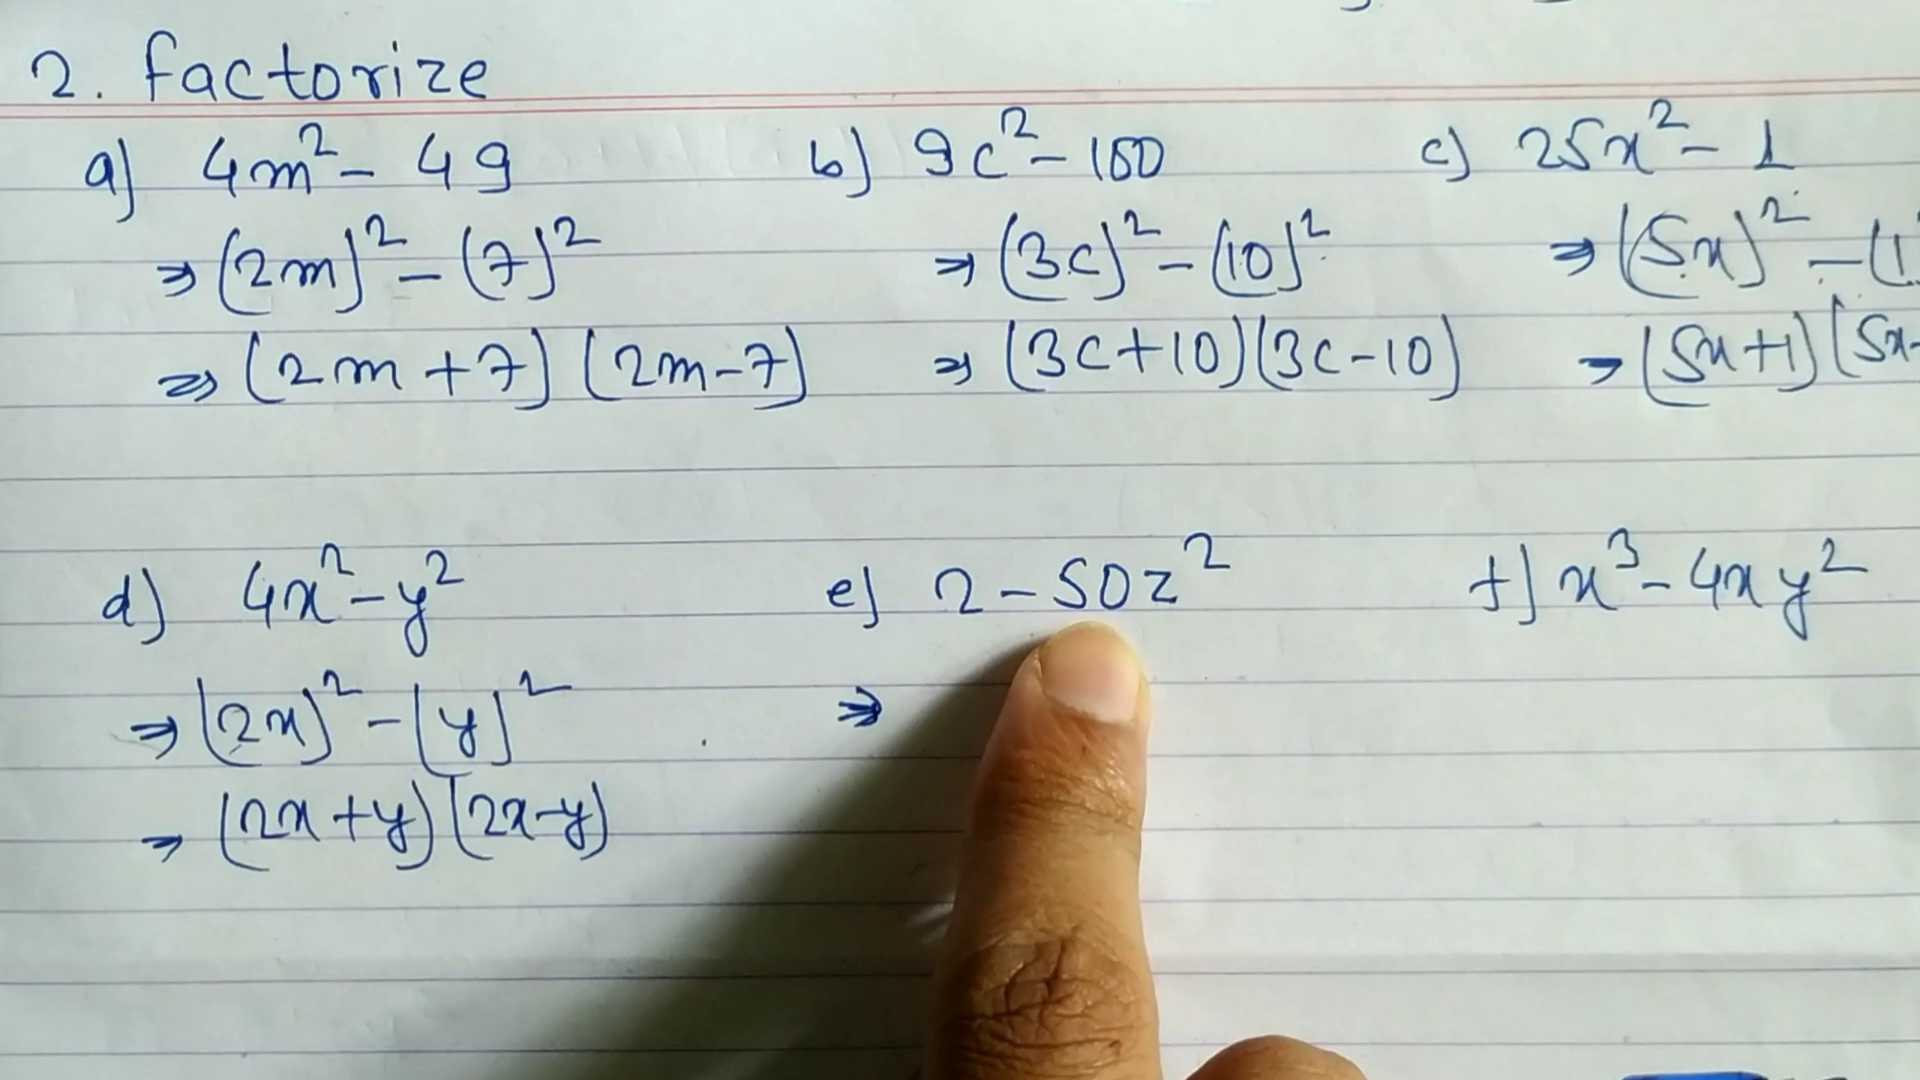 2. factorize
a) 4m² - 49
⇒ (2m)² - (7)²
⇒ (2m+7) (2m-7)
b) 9c² - 100
⇒ (3c)² - (10)²
⇒ (3c+10)(3c-10)
c) 25x² - 1
⇒ (5x)² - (1
→ (5x+1)(5x-
d) 4x² - y²
⇒ (2x)² - (y)²
→ (2x+y)(2x-y)
e) 2 - 50z²
⇒
f) x³ - 4xy²